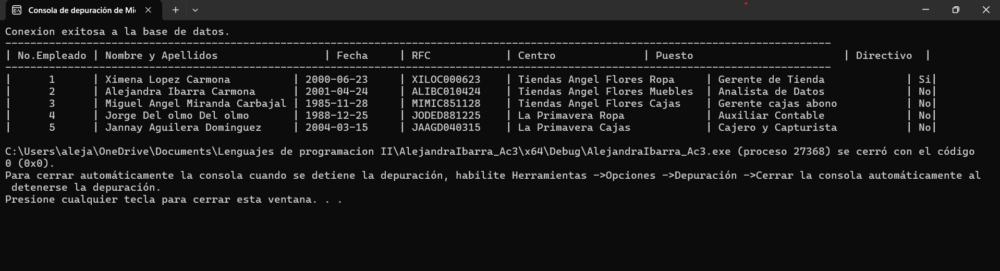 Consola de depuración de Mi
Conexion exitosa a la base de datos.
------------------------------------------------------------------------------------------------------------------------------------
| No.Empleado | Nombre y Apellidos                 | Fecha     | RFC            | Centro              | Puesto                        | Directivo  |
------------------------------------------------------------------------------------------------------------------------------------
|      1      | Ximena Lopez Carmona          | 2000-06-23     | XILOC000623    | Tiendas Angel Flores Ropa     | Gerente de Tienda             | Si|
|      2      | Alejandra Ibarra Carmona      | 2001-04-24     | ALIBC010424    | Tiendas Angel Flores Muebles  | Analista de Datos             | No|
|      3      | Miguel Angel Miranda Carbajal | 1985-11-28     | MIMIC851128    | Tiendas Angel Flores Cajas    | Gerente cajas abono           | No|
|      4      | Jorge Del olmo Del olmo       | 1988-12-25     | JODED881225    | La Primavera Ropa             | Auxiliar Contable             | No|
|      5      | Jannay Aguilera Dominguez     | 2004-03-15     | JAAGD040315    | La Primavera Cajas            | Cajero y Capturista           | No|
C:\Users\aleja\OneDrive\Documents\Lenguajes de programacion II\AlejandraIbarra_Ac3\x64\Debug\AlejandraIbarra_Ac3.exe (proceso 27368) se cerró con el código
0 (0x0).
Para cerrar automáticamente la consola cuando se detiene la depuración, habilite Herramientas ->Opciones ->Depuración ->Cerrar la consola automáticamente al
detenerse la depuración.
Presione cualquier tecla para cerrar esta ventana. . .